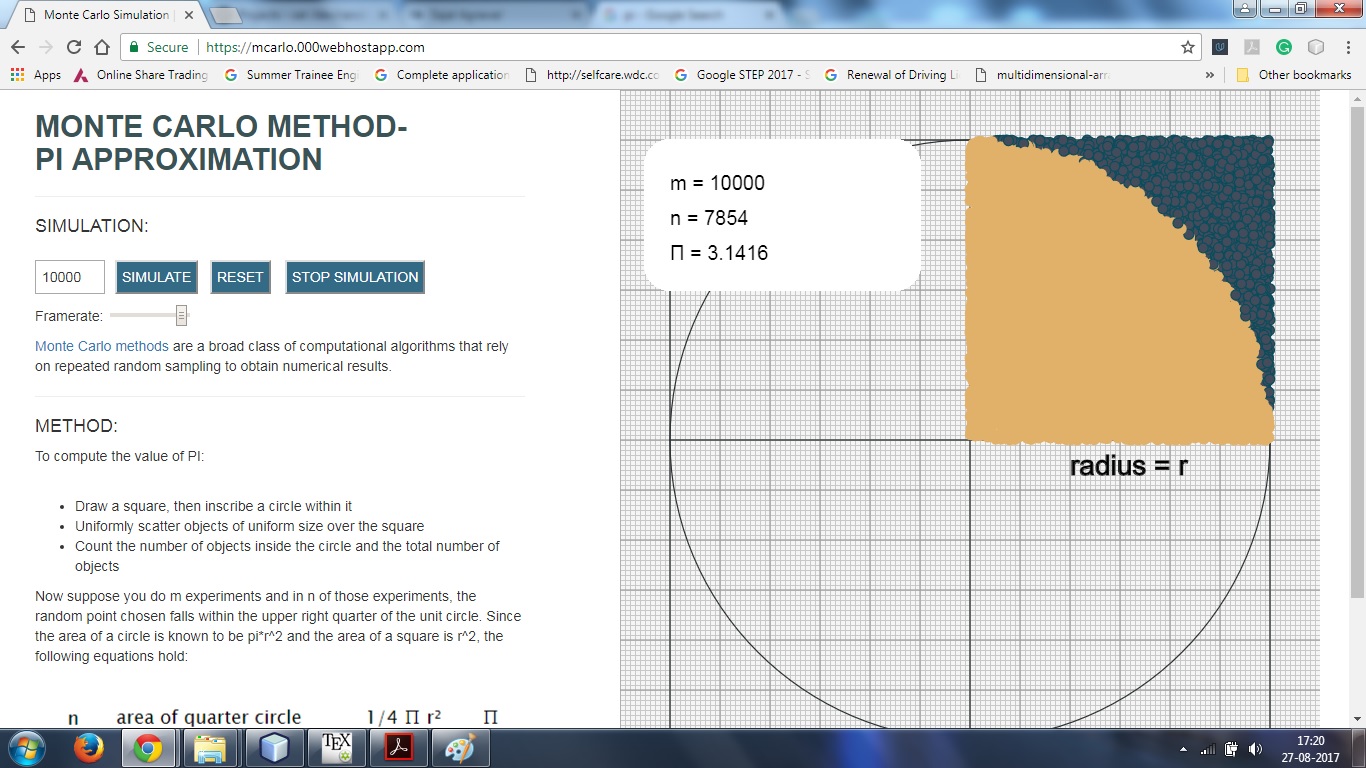 Monte Carlo Simulation |
Google Search
Secure
https://mcarlo.000webhostapp.com
Apps
Online Share Trading
Summer Trainee Eng
Complete application
http://selfcare.wdc.co
Google STEP 2017 - S
Renewal of Driving Li
multidimensional-arr
»
Other bookmarks
MONTE CARLO METHOD-
PI APPROXIMATION
SIMULATION:
10000
SIMULATE
RESET
STOP SIMULATION
Framerate:
Monte Carlo methods are a broad class of computational algorithms that rely
on repeated random sampling to obtain numerical results.
METHOD:
To compute the value of PI:
• Draw a square, then inscribe a circle within it
• Uniformly scatter objects of uniform size over the square
• Count the number of objects inside the circle and the total number of
objects
Now suppose you do m experiments and in n of those experiments, the
random point chosen falls within the upper right quarter of the unit circle. Since
the area of a circle is known to be pi*r^2 and the area of a square is r^2, the
following equations hold:
n area of quarter circle 1/4 Π r² Π
m = 10000
n = 7854
Π = 3.1416
radius = r
TEX
17:20
27-08-2017